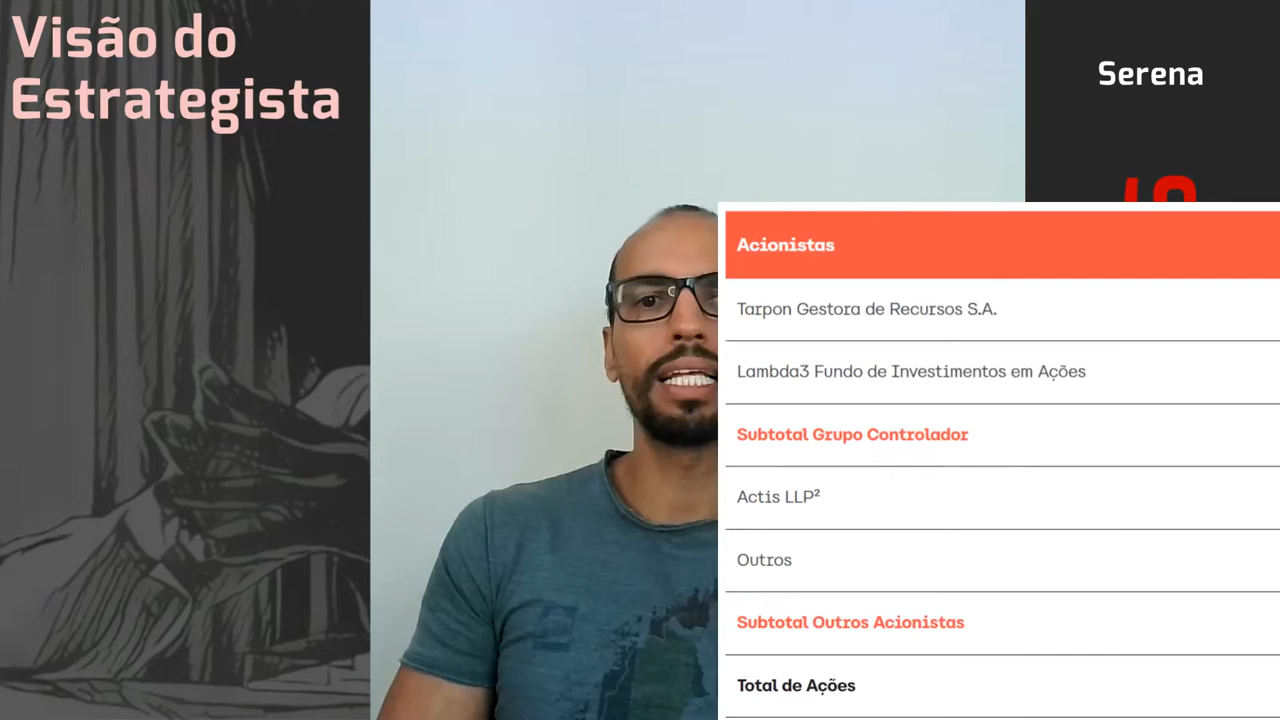 Visão do
Estrategista
Serena
Acionistas
Tarpon Gestora de Recursos S.A.
Lambda3 Fundo de Investimentos em Ações
Subtotal Grupo Controlador
Actis LLP²
Outros
Subtotal Outros Acionistas
Total de Ações